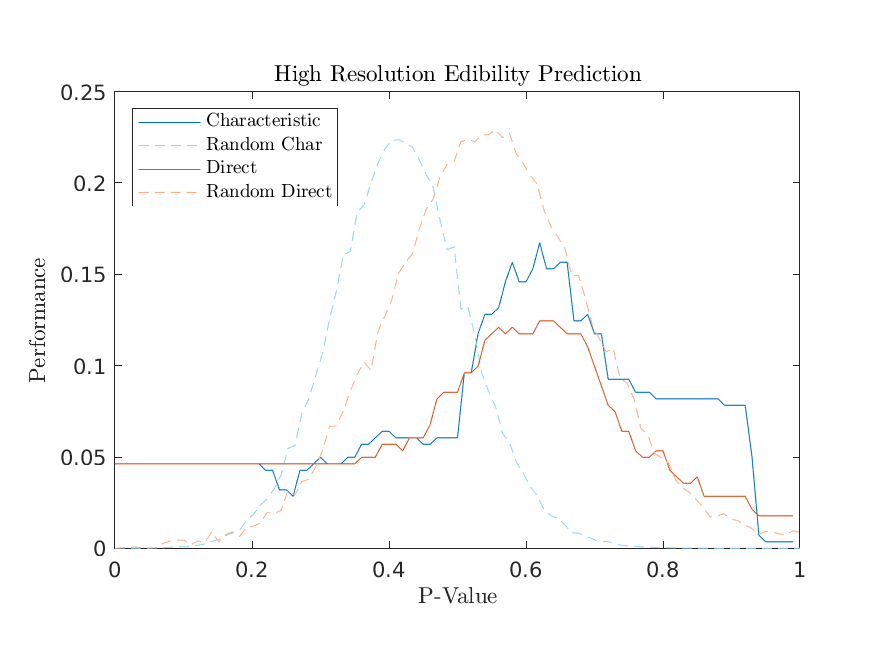 High Resolution Edibility Prediction
0.25
Characteristic
Random Char
Direct
Random Direct
0.2
0.15
0.1
0.05
0
Performance
0 0.2 0.4 0.6 0.8 1
P-Value